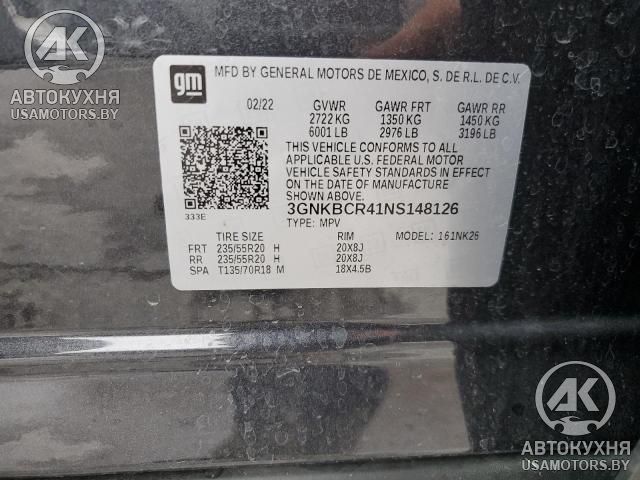 AK
АВТОКУХНЯ
USAMOTORS.BY
gm
MFD BY GENERAL MOTORS DE MEXICO, S. DE R.L. DE C.V.
02/22 GVWR GAWR FRT GAWR RR
2722 KG 1350 KG 1450 KG
6001 LB 2976 LB 3196 LB
THIS VEHICLE CONFORMS TO ALL
APPLICABLE U.S. FEDERAL MOTOR
VEHICLE SAFETY STANDARDS IN EFFECT
ON THE DATE OF MANUFACTURE
SHOWN ABOVE.
333E
3GNKBCR41NS148126
TYPE: MPV
TIRE SIZE RIM MODEL: 161NK26
FRT 235/55R20 H 20X8J
RR 235/55R20 H 20X8J
SPA T135/70R18 M 18X4.5B
AK
АВТОКУХНЯ
USAMOTORS.BY